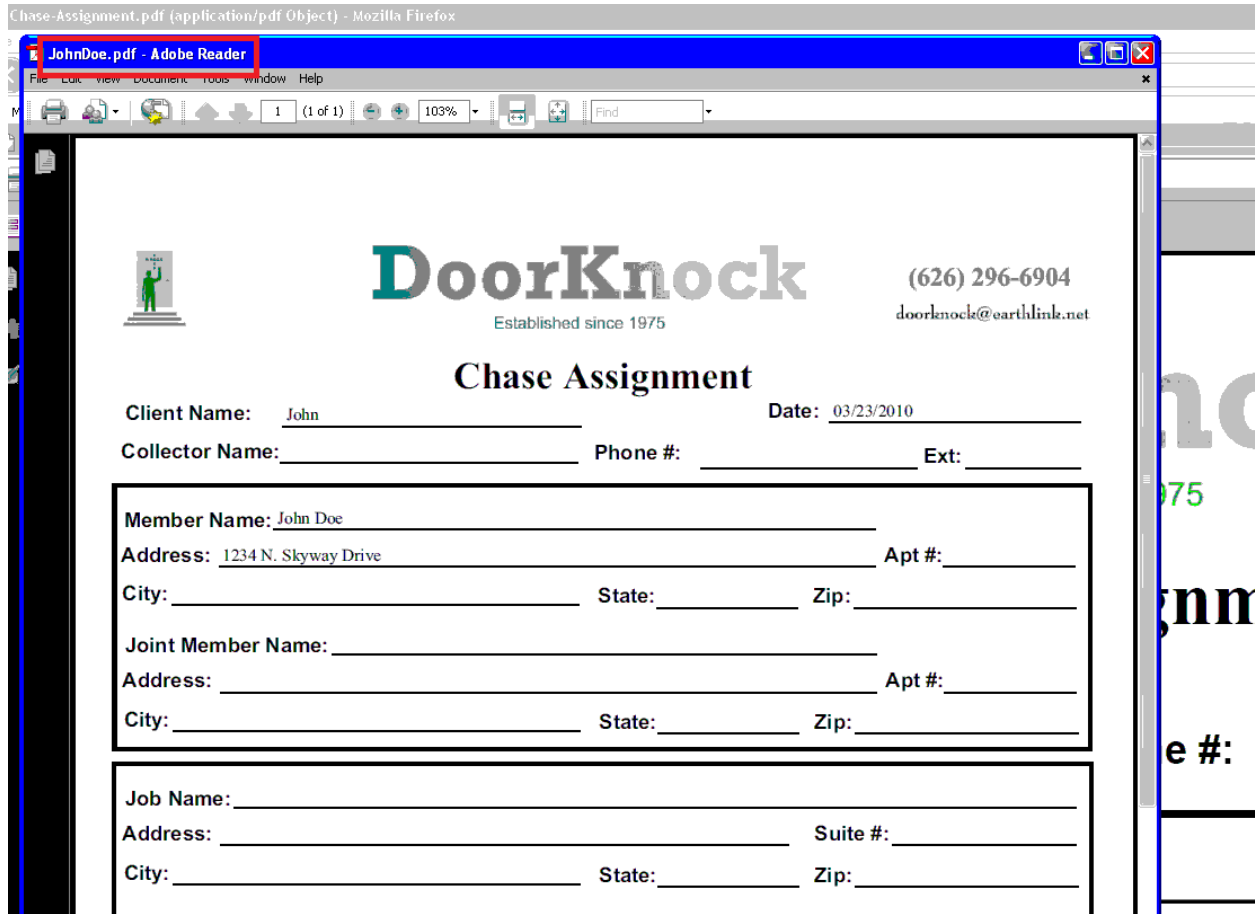 Chase-Assignment.pdf (application/pdf Object) - Mozilla Firefox
JohnDoe.pdf - Adobe Reader
File Edit View Document Tools Window Help
1 (1 of 1) 103% Find
DoorKnock
Established since 1975
(626) 296-6904
doorknock@earthlink.net
Chase Assignment
Client Name: John Date: 03/23/2010
Collector Name: Phone #: Ext:
Member Name: John Doe
Address: 1234 N. Skyway Drive Apt #:
City: State: Zip:
Joint Member Name:
Address: Apt #:
City: State: Zip:
Job Name:
Address: Suite #:
City: State: Zip:
975
gnm
e #: